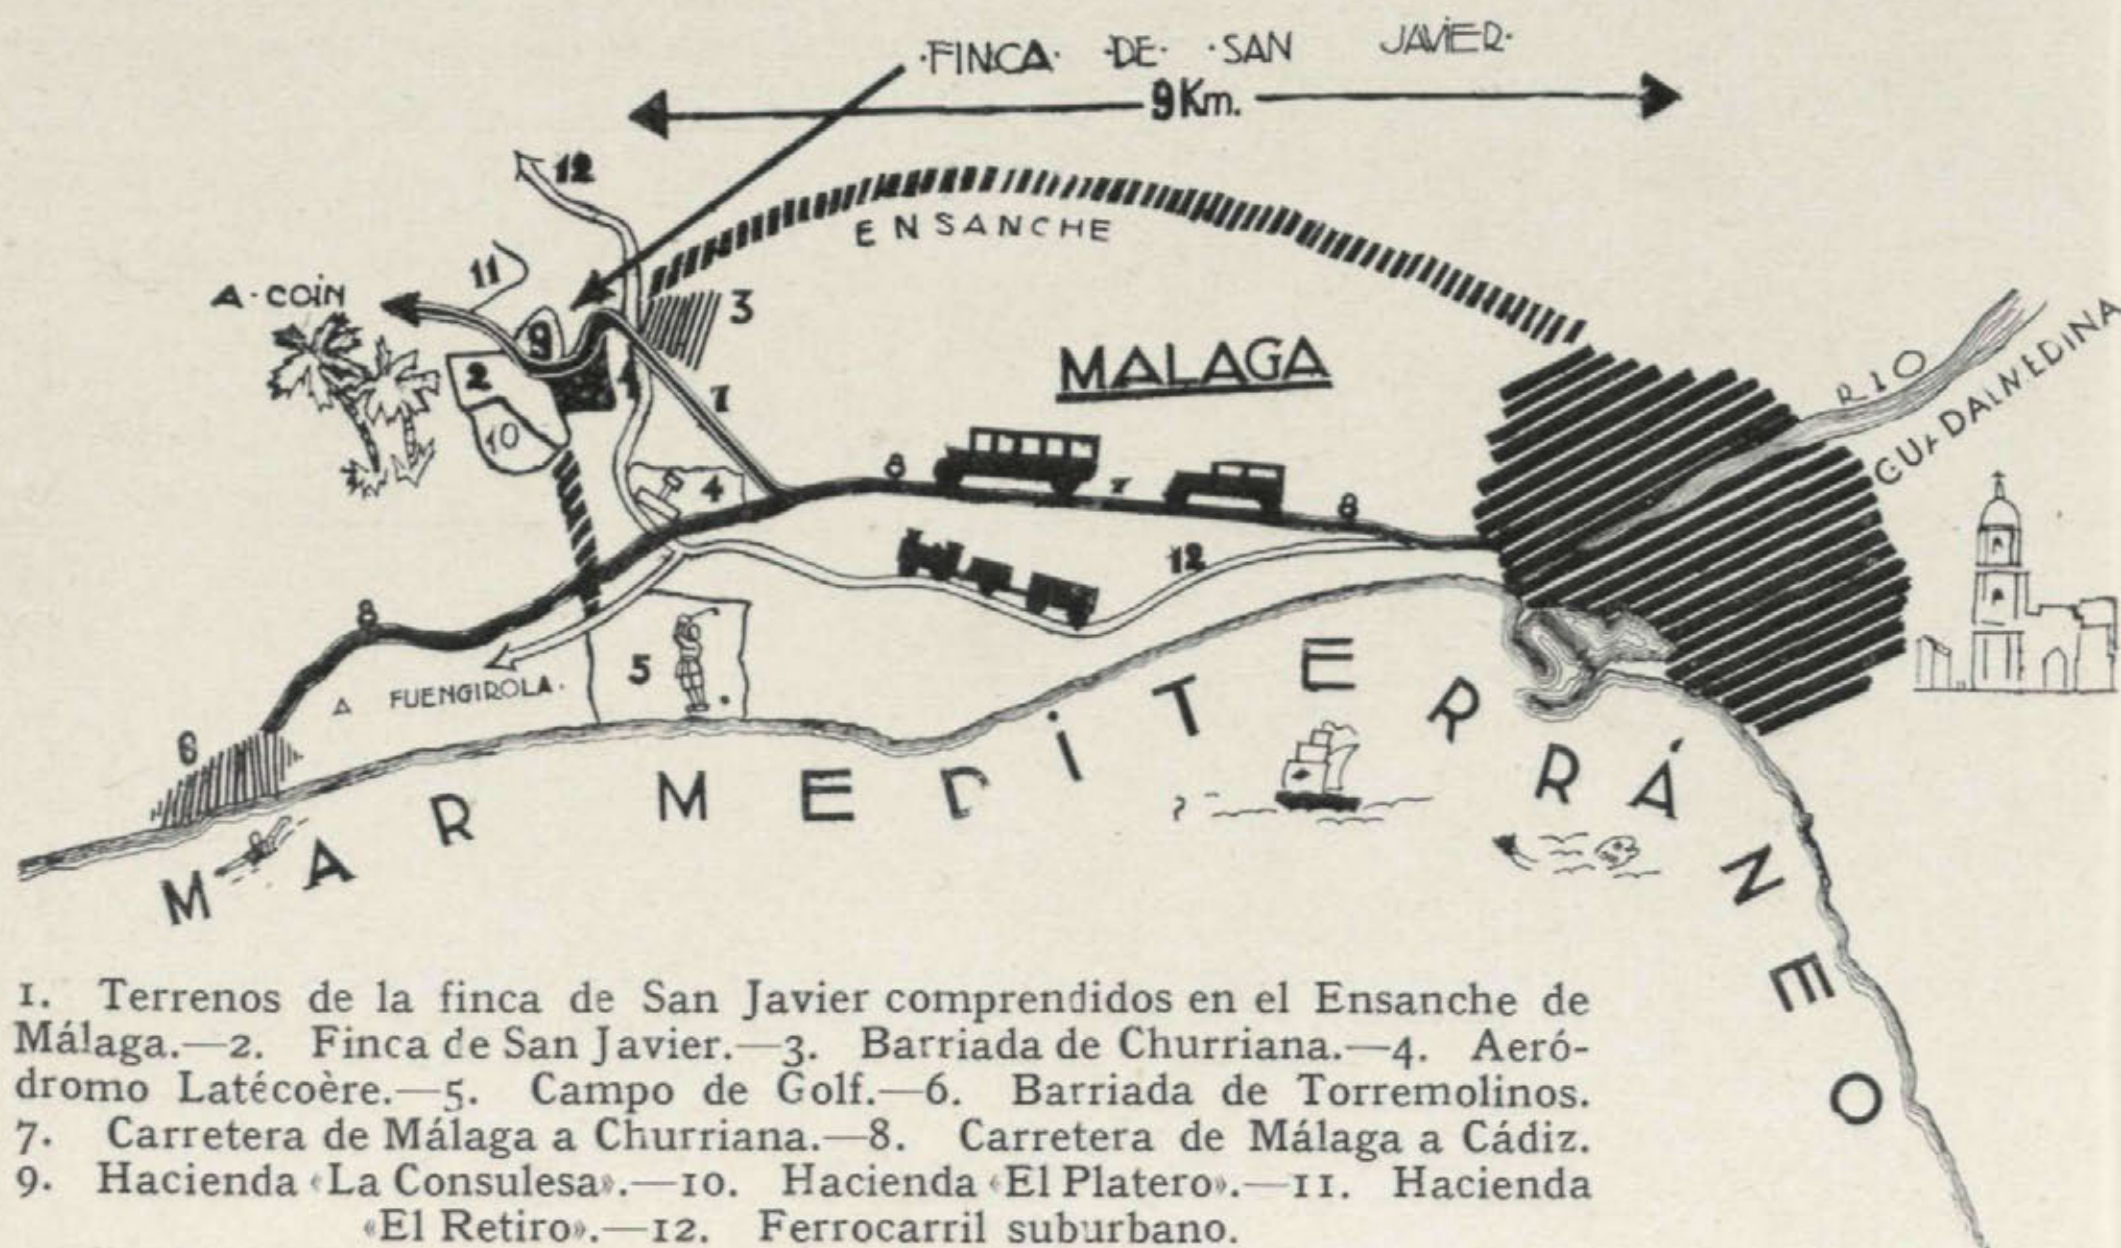 ·FINCA· ·DE· ·SAN JAVIER·
9 Km.
12
ENSANCHE
11
A·COIN
3
9
2
1
MALAGA
7
10
RIO
GUADALMEDINA
8
7
4
8
12
8
5
A FUENGIROLA·
6
MAR MEDITERRÁNEO
1. Terrenos de la finca de San Javier comprendidos en el Ensanche de
Málaga.—2. Finca de San Javier.—3. Barriada de Churriana.—4. Aeró-
dromo Latécoère.—5. Campo de Golf.—6. Barriada de Torremolinos.
7. Carretera de Málaga a Churriana.—8. Carretera de Málaga a Cádiz.
9. Hacienda «La Consulesa».—10. Hacienda «El Platero».—11. Hacienda
«El Retiro».—12. Ferrocarril suburbano.